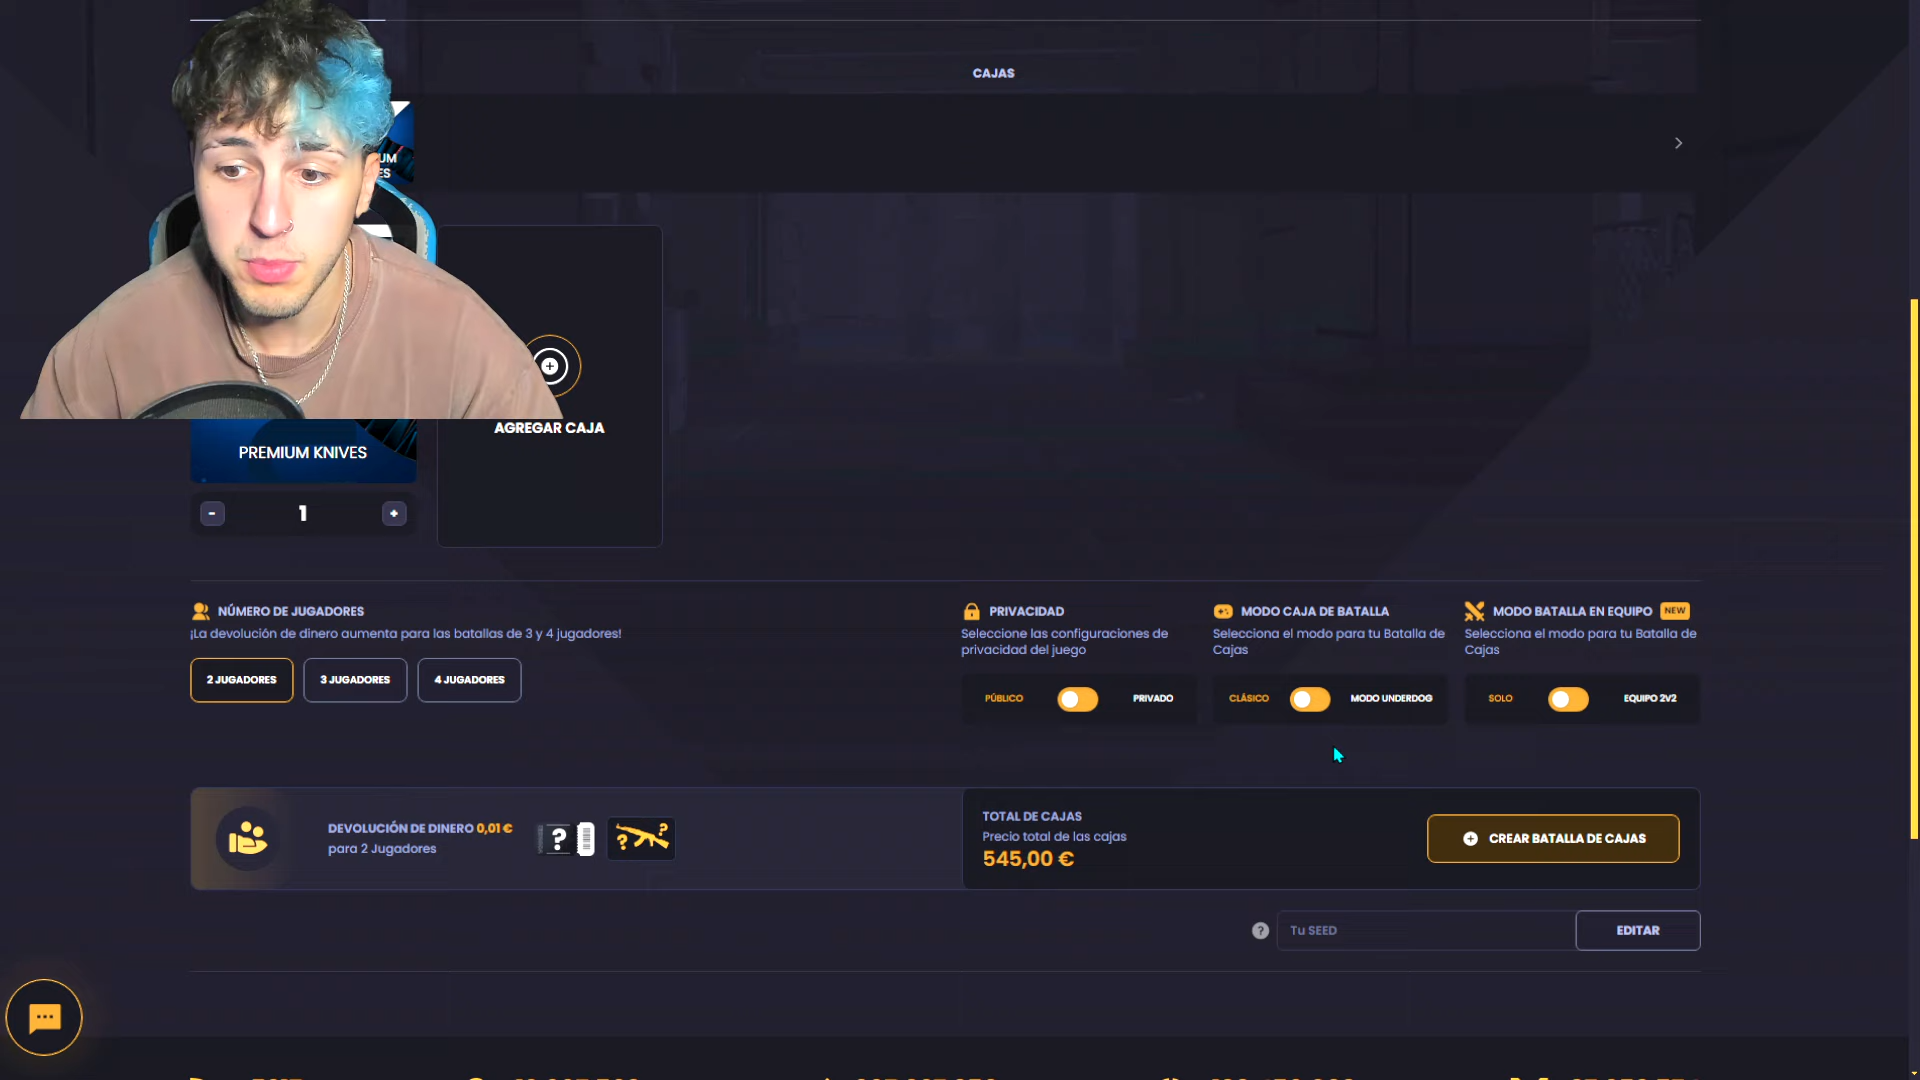 CAJAS
UM
ES
AGREGAR CAJA
PREMIUM KNIVES
- 1 +
NÚMERO DE JUGADORES
¡La devolución de dinero aumenta para las batallas de 3 y 4 jugadores!
2 JUGADORES 3 JUGADORES 4 JUGADORES
PRIVACIDAD
Seleccione las configuraciones de
privacidad del juego
PÚBLICO PRIVADO
MODO CAJA DE BATALLA
Selecciona el modo para tu Batalla de
Cajas
CLÁSICO MODO UNDERDOG
MODO BATALLA EN EQUIPO NEW
Selecciona el modo para tu Batalla de
Cajas
SOLO EQUIPO 2V2
DEVOLUCIÓN DE DINERO 0,01 €
para 2 Jugadores
? ? ?
TOTAL DE CAJAS
Precio total de las cajas
545,00 €
CREAR BATALLA DE CAJAS
? Tu SEED EDITAR